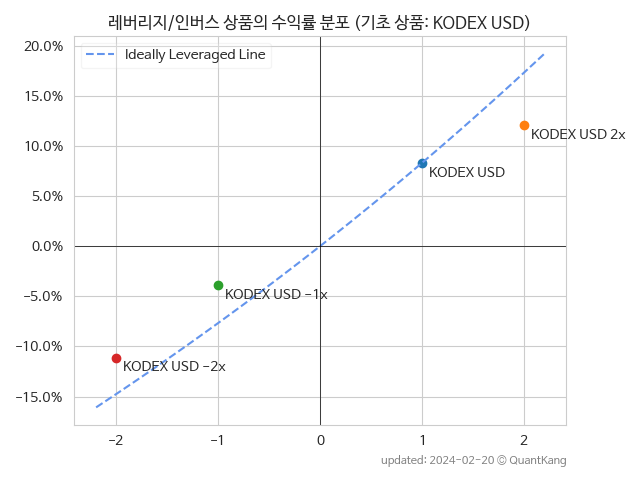 레버리지/인버스 상품의 수익률 분포 (기초 상품: KODEX USD)
20.0%
Ideally Leveraged Line
15.0%
KODEX USD 2x
10.0%
KODEX USD
5.0%
0.0%
−5.0%
KODEX USD −1x
−10.0%
KODEX USD −2x
−15.0%
−2 −1 0 1 2
updated: 2024-02-20 © QuantKang